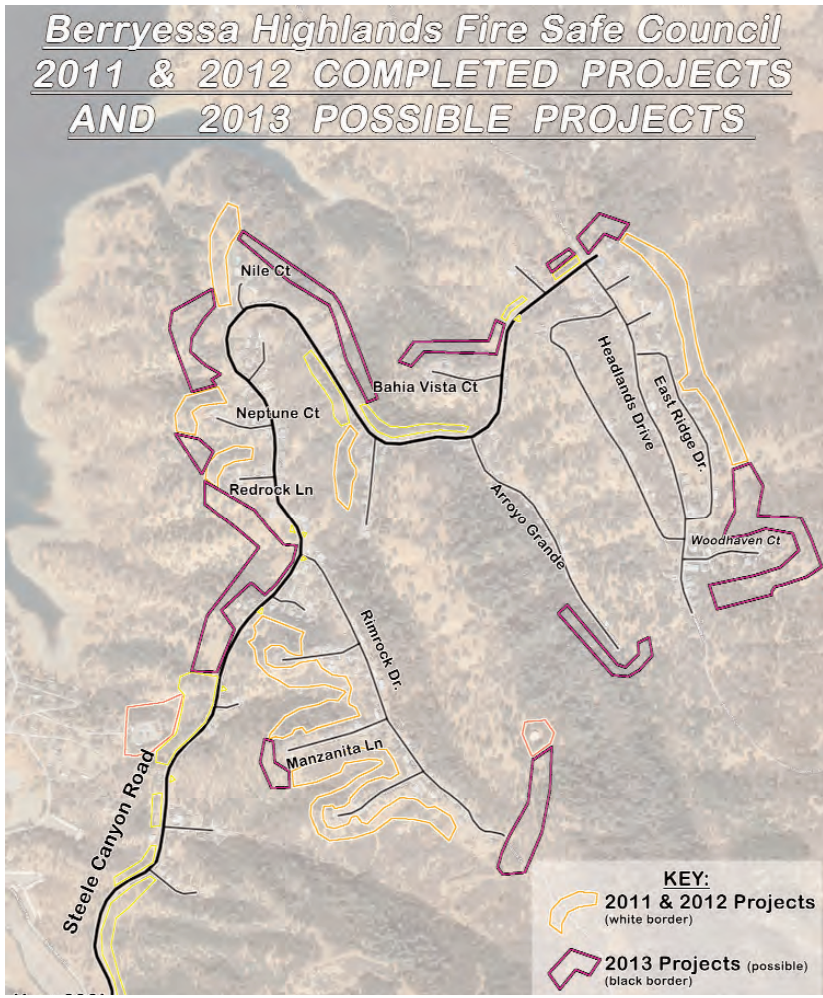 Berryessa Highlands Fire Safe Council
2011 & 2012 COMPLETED PROJECTS
AND 2013 POSSIBLE PROJECTS
Nile Ct
Bahia Vista Ct
Neptune Ct
Headlands Drive
East Ridge Dr.
Redrock Ln
Arroyo Grande
Woodhaven Ct
Rimrock Dr.
Manzanita Ln
Steele Canyon Road
KEY:
2011 & 2012 Projects
(white border)
2013 Projects (possible)
(black border)